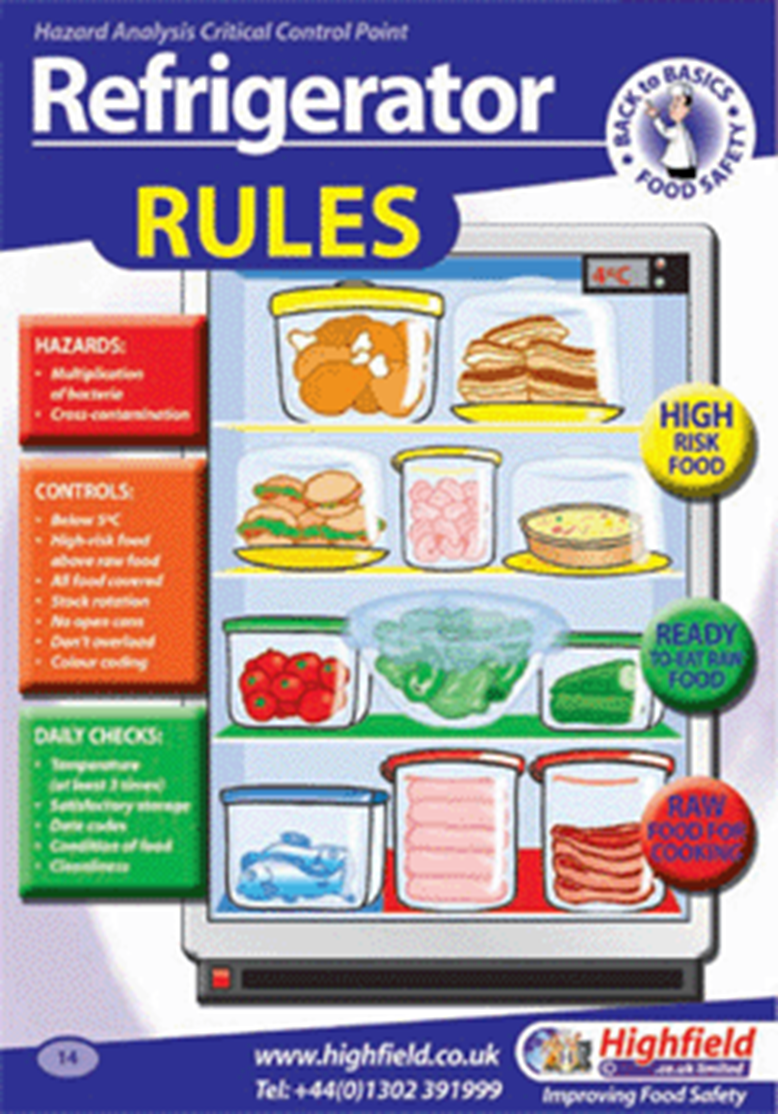 Hazard Analysis Critical Control Point
Refrigerator
BACK to BASICS
FOOD SAFETY
RULES
4°C
HAZARDS:
• Multiplication
of bacteria
• Cross-contamination
HIGH
RISK
FOOD
CONTROLS:
• Below 5°C
• High-risk food
above raw food
• All food covered
• Stock rotation
• No open cans
• Don't overload
• Colour coding
READY
TO-EAT RAW
FOOD
DAILY CHECKS:
• Temperature
(at least 3 times)
• Satisfactory storage
• Date codes
• Condition of food
• Cleanliness
RAW
FOOD FOR
COOKING
14
www.highfield.co.uk
Tel: +44(0)1302 391999
Highfield
.co.uk limited
Improving Food Safety